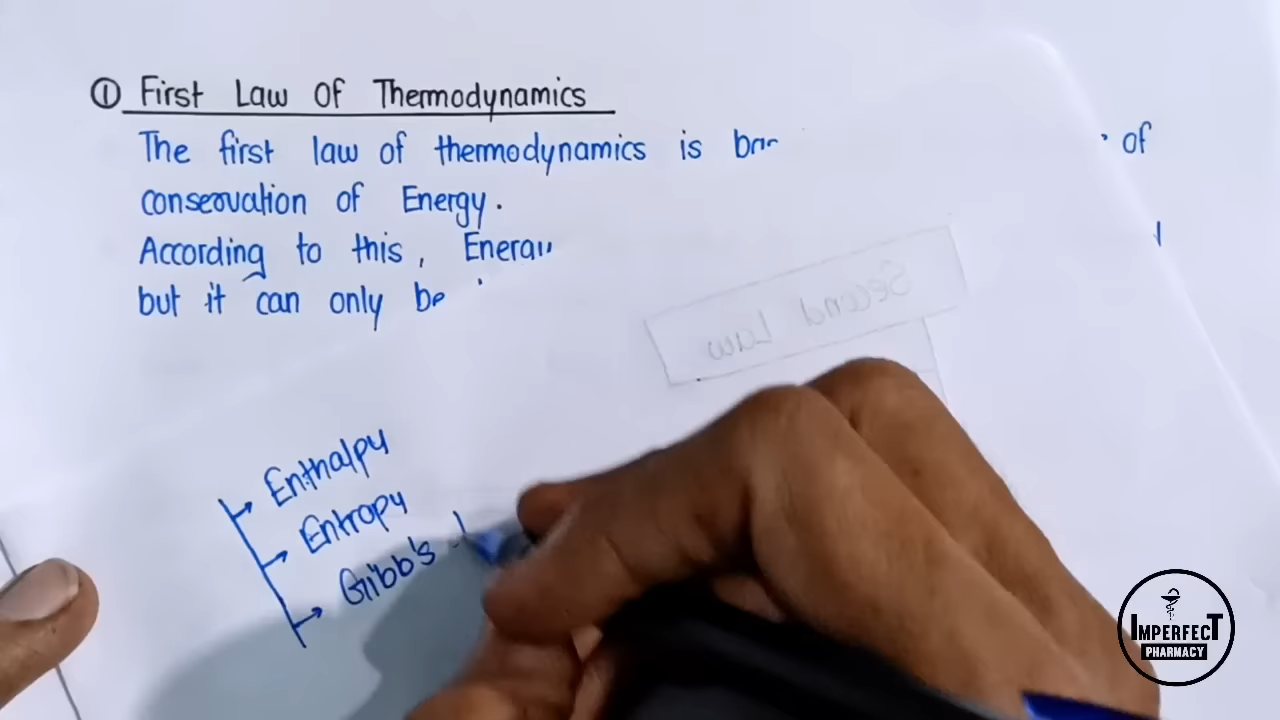 ① First Law Of Thermodynamics
The first law of thermodynamics is of
conservation of Energy.
According to this,
but it can only be
Second Law
Enthalpy
Entropy
Gibb's
IMPERFECT
PHARMACY